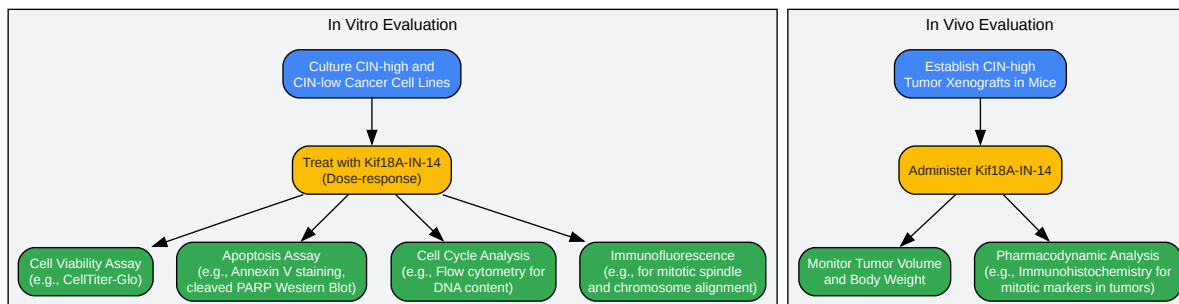 In Vitro Evaluation
Culture CIN-high and
CIN-low Cancer Cell Lines
Treat with Kif18A-IN-14
(Dose-response)
Cell Viability Assay
(e.g., CellTiter-Glo)
Apoptosis Assay
(e.g., Annexin V staining,
cleaved PARP Western Blot)
Cell Cycle Analysis
(e.g., Flow cytometry for
DNA content)
Immunofluorescence
(e.g., for mitotic spindle
and chromosome alignment)
In Vivo Evaluation
Establish CIN-high
Tumor Xenografts in Mice
Administer Kif18A-IN-14
Monitor Tumor Volume
and Body Weight
Pharmacodynamic Analysis
(e.g., Immunohistochemistry for
mitotic markers in tumors)